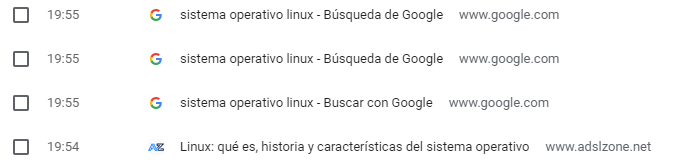 19:55 sistema operativo linux - Búsqueda de Google www.google.com
19:55 sistema operativo linux - Búsqueda de Google www.google.com
19:55 sistema operativo linux - Buscar con Google www.google.com
19:54 AZ Linux: qué es, historia y características del sistema operativo www.adslzone.net